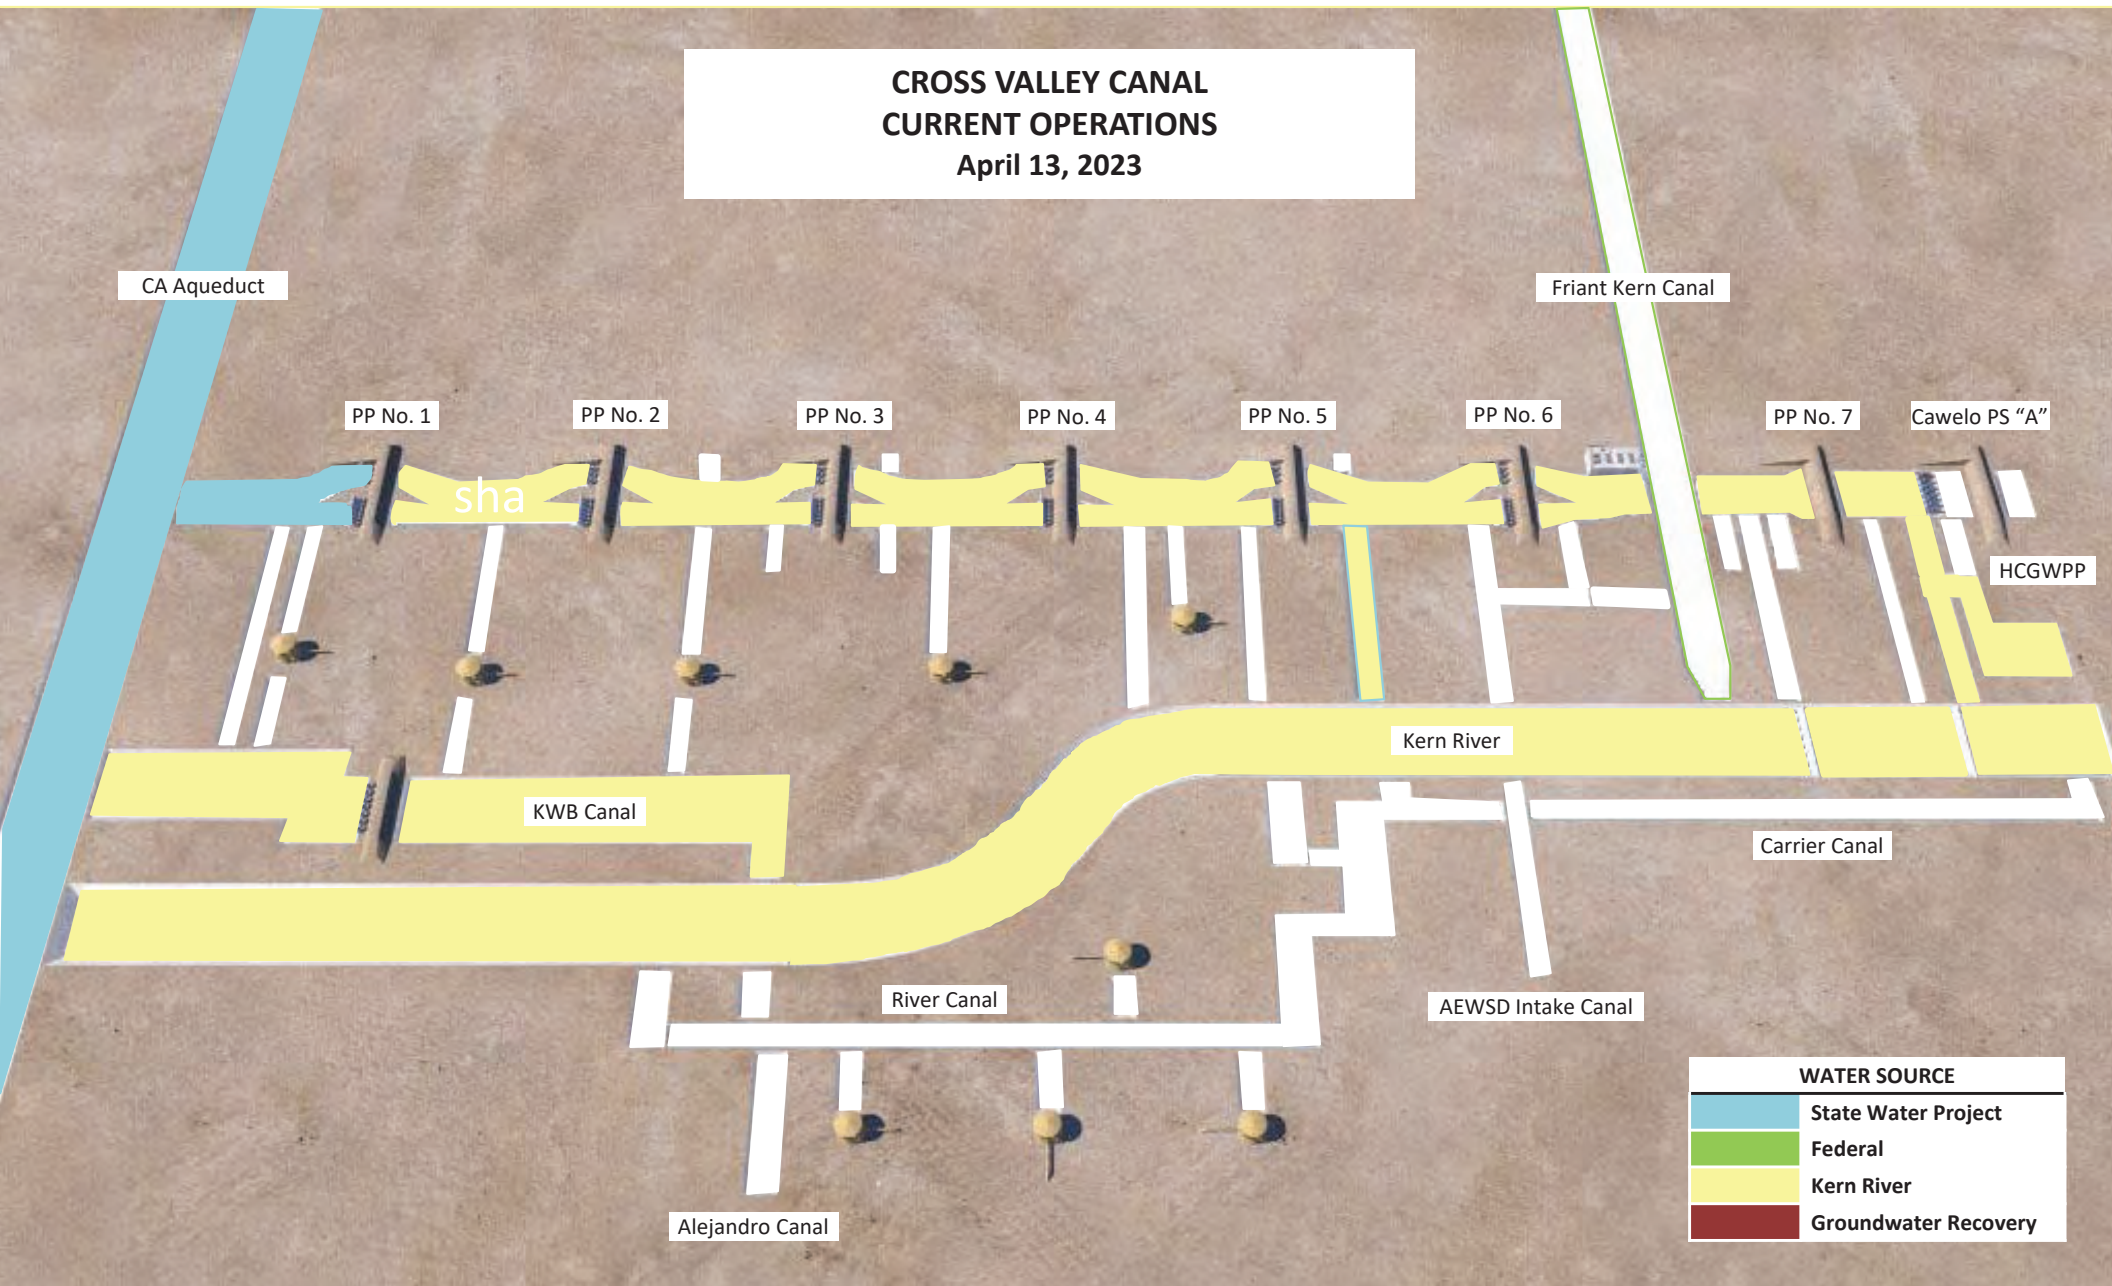 CROSS VALLEY CANAL
CURRENT OPERATIONS
April 13, 2023
CA Aqueduct
Friant Kern Canal
PP No. 1
PP No. 2
PP No. 3
PP No. 4
PP No. 5
PP No. 6
PP No. 7
Cawelo PS “A”
sha
HCGWPP
Kern River
KWB Canal
Carrier Canal
River Canal
AEWSD Intake Canal
Alejandro Canal
WATER SOURCE
State Water Project
Federal
Kern River
Groundwater Recovery